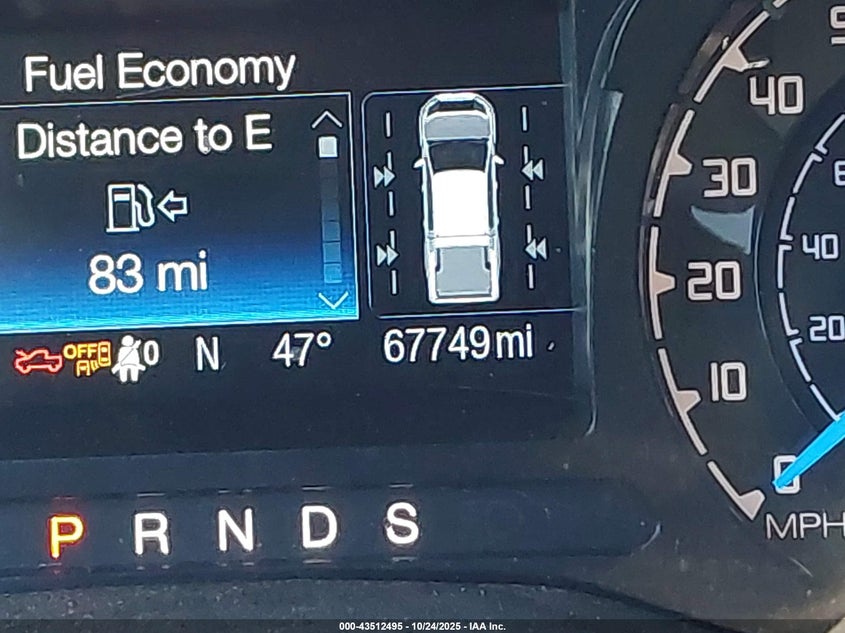 Fuel Economy
Distance to E
83 mi
OFF
0 N 47° 67749mi
P R N D S
40
30
20
10
0
MPH
40
20
000-43512495 - 10/24/2025 - IAA Inc.